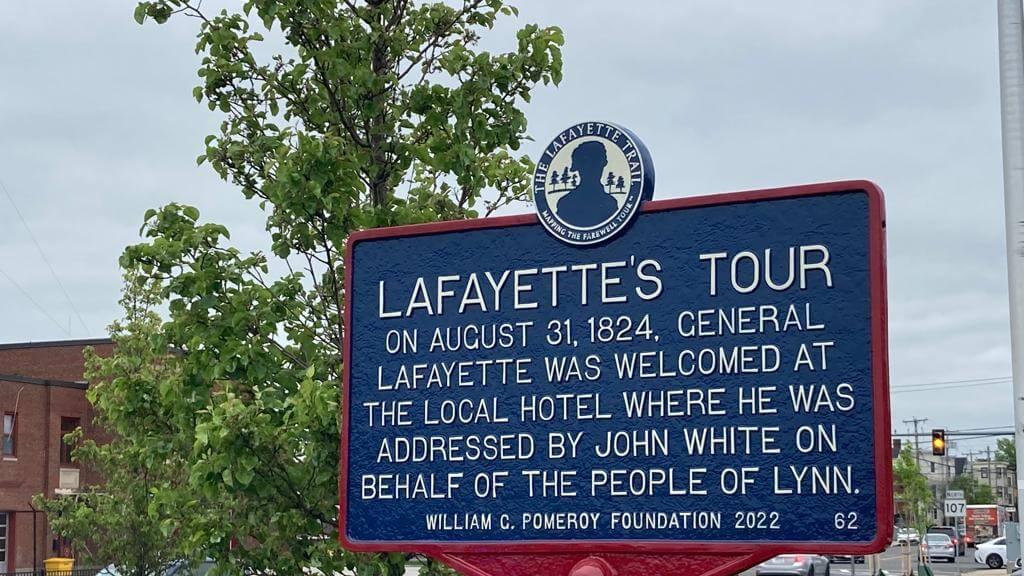 THE LAFAYETTE TRAIL
MAPPING THE FAREWELL TOUR
LAFAYETTE'S TOUR
ON AUGUST 31, 1824, GENERAL
LAFAYETTE WAS WELCOMED AT
THE LOCAL HOTEL WHERE HE WAS
ADDRESSED BY JOHN WHITE ON
BEHALF OF THE PEOPLE OF LYNN.
WILLIAM G. POMEROY FOUNDATION 2022 62
NORTH
107